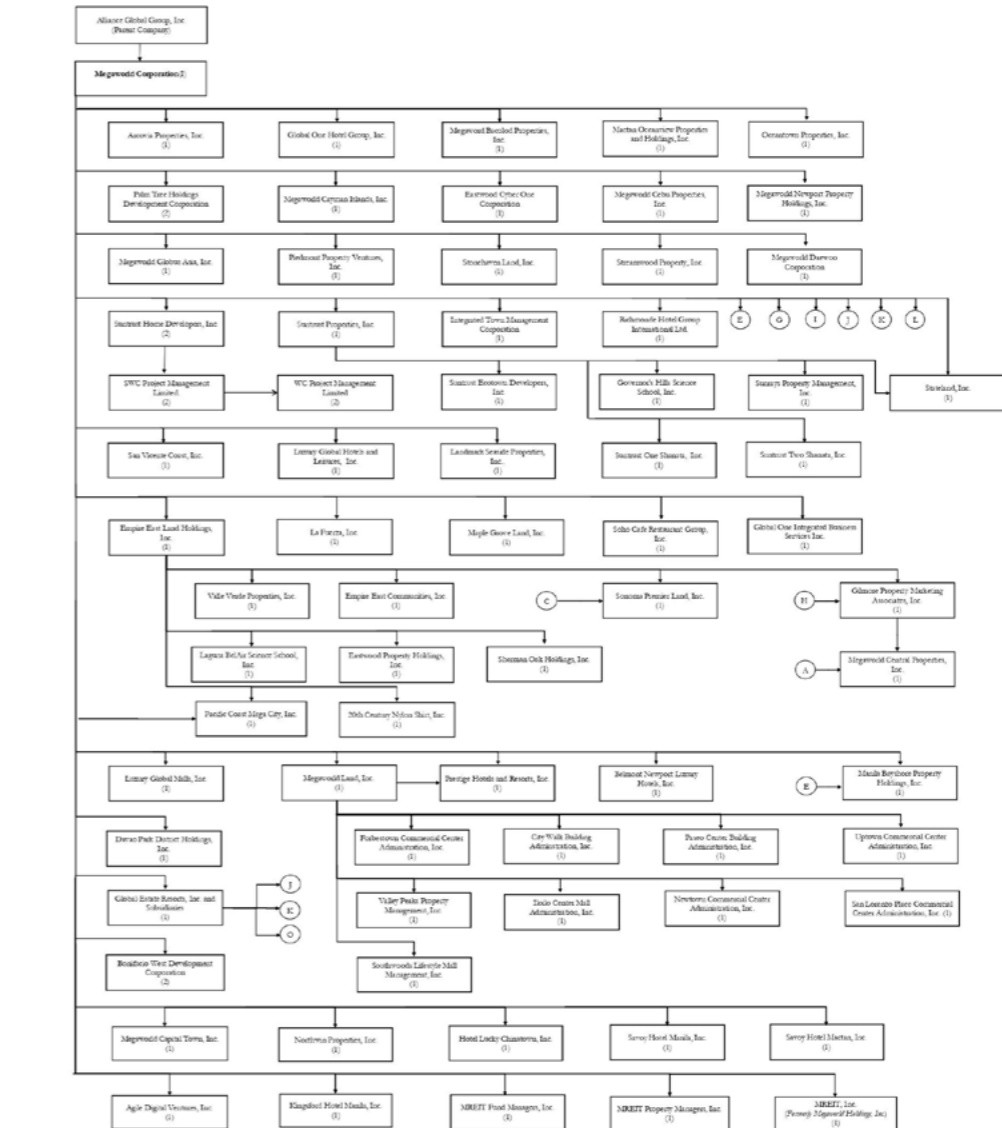 Alliance Global Group, Inc.
(Parent Company)
Megaworld Corporation(1)
Arcovia Properties, Inc.
(1)
Global One Hotel Group, Inc.
(1)
Megaworld Bacolod Properties,
Inc.
(1)
Mactan Oceanview Properties
and Holdings, Inc.
(1)
Oceantown Properties, Inc.
(1)
Palm Tree Holdings
Development Corporation
(2)
Megaworld Cayman Islands, Inc.
(1)
Eastwood Cyber One
Corporation
(1)
Megaworld Cebu Properties,
Inc.
(1)
Megaworld Newport Property
Holdings, Inc.
(1)
Megaworld Globus Asia, Inc.
(1)
Piedmont Property Ventures,
Inc.
(1)
Stonehaven Land, Inc.
(1)
Streamwood Property, Inc.
(1)
Megaworld Daewoo
Corporation
(1)
Suntrust Home Developers, Inc.
(2)
Suntrust Properties, Inc.
(1)
Integrated Town Management
Corporation
(1)
Richmonde Hotel Group
International Ltd.
(1)
E G I J K L
SWC Project Management
Limited
(2)
WC Project Management
Limited
(2)
Suntrust Ecotown Developers,
Inc.
(1)
Governor's Hills Science
School, Inc.
(1)
Sunrays Property Management,
Inc.
(1)
Stateland, Inc.
(1)
San Vicente Coast, Inc.
(1)
Luxury Global Hotels and
Leisures, Inc.
(1)
Landmark Seaside Properties,
Inc.
(1)
Suntrust One Shanata, Inc.
(1)
Suntrust Two Shanata, Inc.
(1)
Empire East Land Holdings,
Inc.
(1)
La Fuerza, Inc.
(1)
Maple Grove Land, Inc.
(1)
Soho Cafe Restaurant Group,
Inc.
(1)
Global One Integrated Business
Services Inc.
(1)
Valle Verde Properties, Inc.
(1)
Empire East Communities, Inc.
(1)
C
Sonoma Premier Land, Inc.
(1)
H
Gilmore Property Marketing
Associates, Inc.
(1)
Laguna BelAir Science School,
Inc.
(1)
Eastwood Property Holdings,
Inc.
(1)
Sherman Oak Holdings, Inc.
(1)
A
Megaworld Central Properties,
Inc.
(1)
Pacific Coast Mega City, Inc.
(1)
20th Century Nylon Shirt, Inc.
(1)
Luxury Global Malls, Inc.
(1)
Megaworld Land, Inc.
(1)
Prestige Hotels and Resorts, Inc.
(1)
Belmont Newport Luxury
Hotels, Inc.
(1)
E
Manila Bayshore Property
Holdings, Inc.
(1)
Davao Park District Holdings,
Inc.
(1)
Forbestown Commercial Center
Administration, Inc.
(1)
City Walk Building
Administration, Inc.
(1)
Paseo Center Building
Administration, Inc.
(1)
Uptown Commercial Center
Administration, Inc.
(1)
Global Estate Resorts, Inc. and
Subsidiaries
(1)
J
K
O
Valley Peaks Property
Management, Inc.
(1)
Iloilo Center Mall
Administration, Inc.
(1)
Newtown Commercial Center
Administration, Inc.
(1)
San Lorenzo Place Commercial
Center Administration, Inc. (1)
Bonifacio West Development
Corporation
(2)
Southwoods Lifestyle Mall
Management, Inc.
(1)
Megaworld Capital Town, Inc.
(1)
Northwin Properties, Inc.
(1)
Hotel Lucky Chinatown, Inc.
(1)
Savoy Hotel Manila, Inc.
(1)
Savoy Hotel Mactan, Inc.
(1)
Agile Digital Ventures, Inc.
(1)
Kingsford Hotel Manila, Inc.
(1)
MREIT Fund Managers, Inc.
(1)
MREIT Property Managers, Inc.
(1)
MREIT, Inc.
(Formerly Megaworld Holdings, Inc.)
(1)